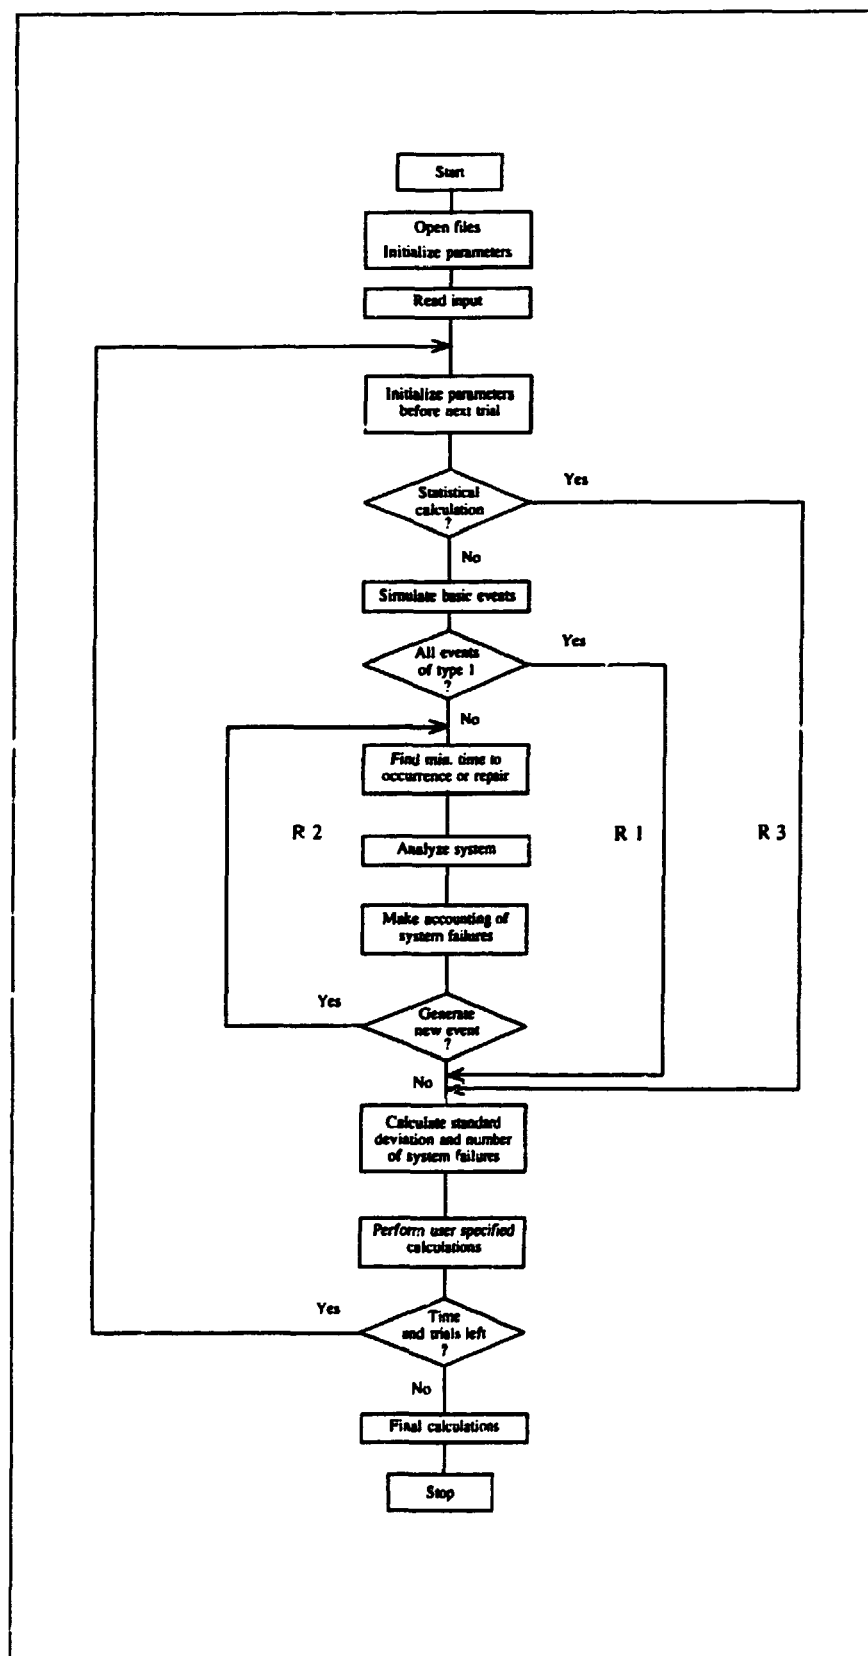 Start
Open files
Initialize parameters
Read input
Initialize parameters
before next trial
Statistical
calculation
?
Yes
No
Simulate basic events
All events
of type 1
?
Yes
No
Find min. time to
occurrence or repair
R 2
R 1
R 3
Analyze system
Make accounting of
system failures
Yes
Generate
new event
?
No
Calculate standard
deviation and number
of system failures
Perform user specified
calculations
Yes
Time
and trials left
?
No
Final calculations
Stop